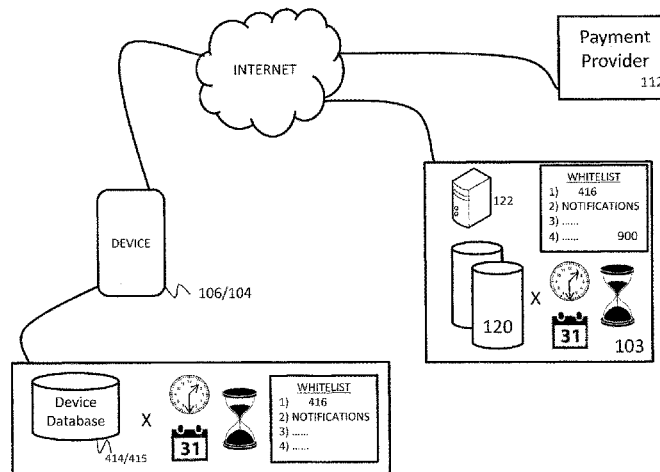 INTERNET
Payment
Provider
112
DEVICE
106/104
122
WHITELIST
1) 416
2) NOTIFICATIONS
3) ......
4) ...... 900
120
X
31
103
Device
Database
414/415
X
31
WHITELIST
1) 416
2) NOTIFICATIONS
3) ......
4) ......